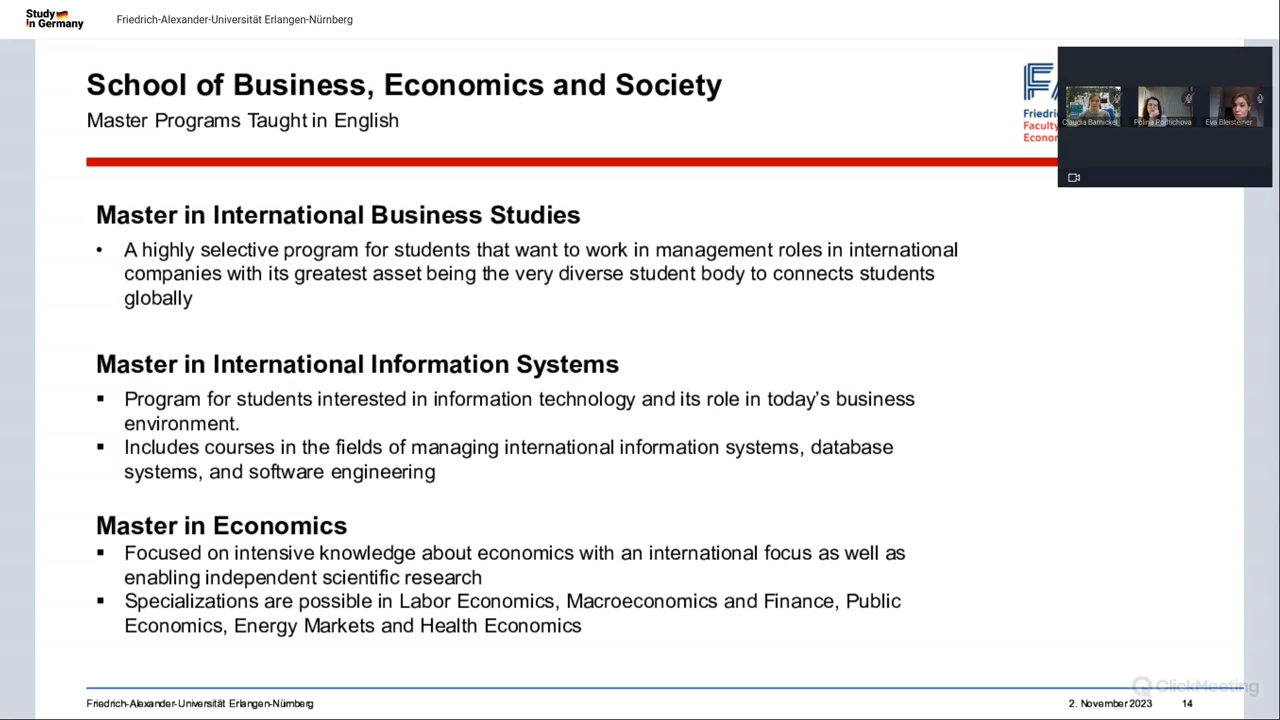 Study
in Germany
Friedrich-Alexander-Universität Erlangen-Nürnberg
School of Business, Economics and Society
Master Programs Taught in English
FA
Friedri
Faculty
Econor
Claudia Barnickel
Polina Podtichova
Eva Bleisteiner
Master in International Business Studies
• A highly selective program for students that want to work in management roles in international
companies with its greatest asset being the very diverse student body to connects students
globally
Master in International Information Systems
▪ Program for students interested in information technology and its role in today's business
environment.
▪ Includes courses in the fields of managing international information systems, database
systems, and software engineering
Master in Economics
▪ Focused on intensive knowledge about economics with an international focus as well as
enabling independent scientific research
▪ Specializations are possible in Labor Economics, Macroeconomics and Finance, Public
Economics, Energy Markets and Health Economics
ClickMeeting
Friedrich-Alexander-Universität Erlangen-Nürnberg
2. November 2023
14